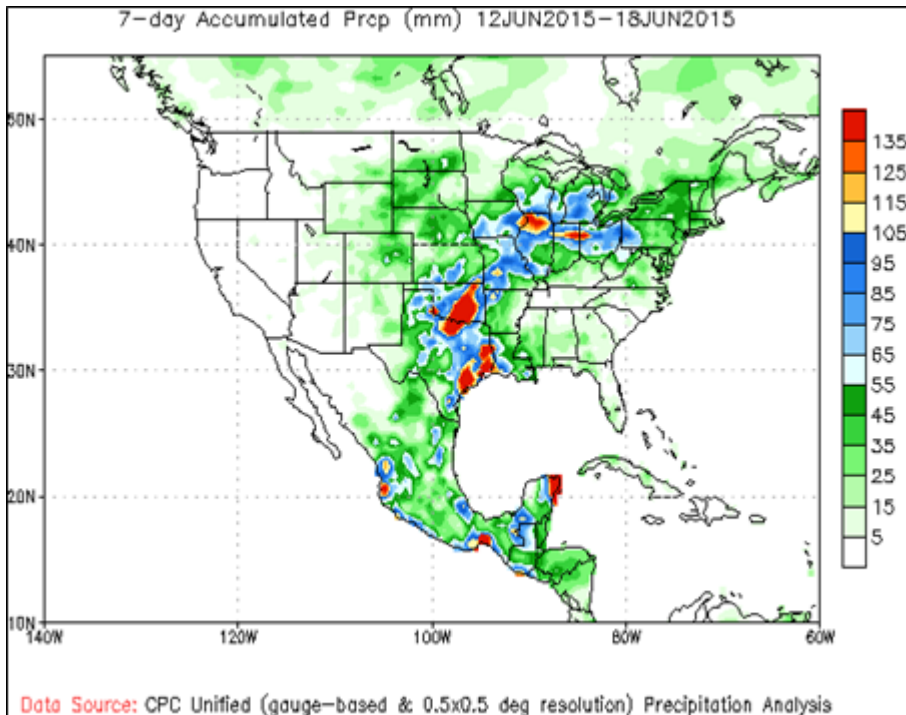 7-day Accumulated Prcp (mm) 12JUN2015-18JUN2015
50N
40N
30N
20N
10N
140W 120W 100W 80W 60W
135
125
115
105
95
85
75
65
55
45
35
25
15
5
Data Source: CPC Unified (gauge-based & 0.5x0.5 deg resolution) Precipitation Analysis